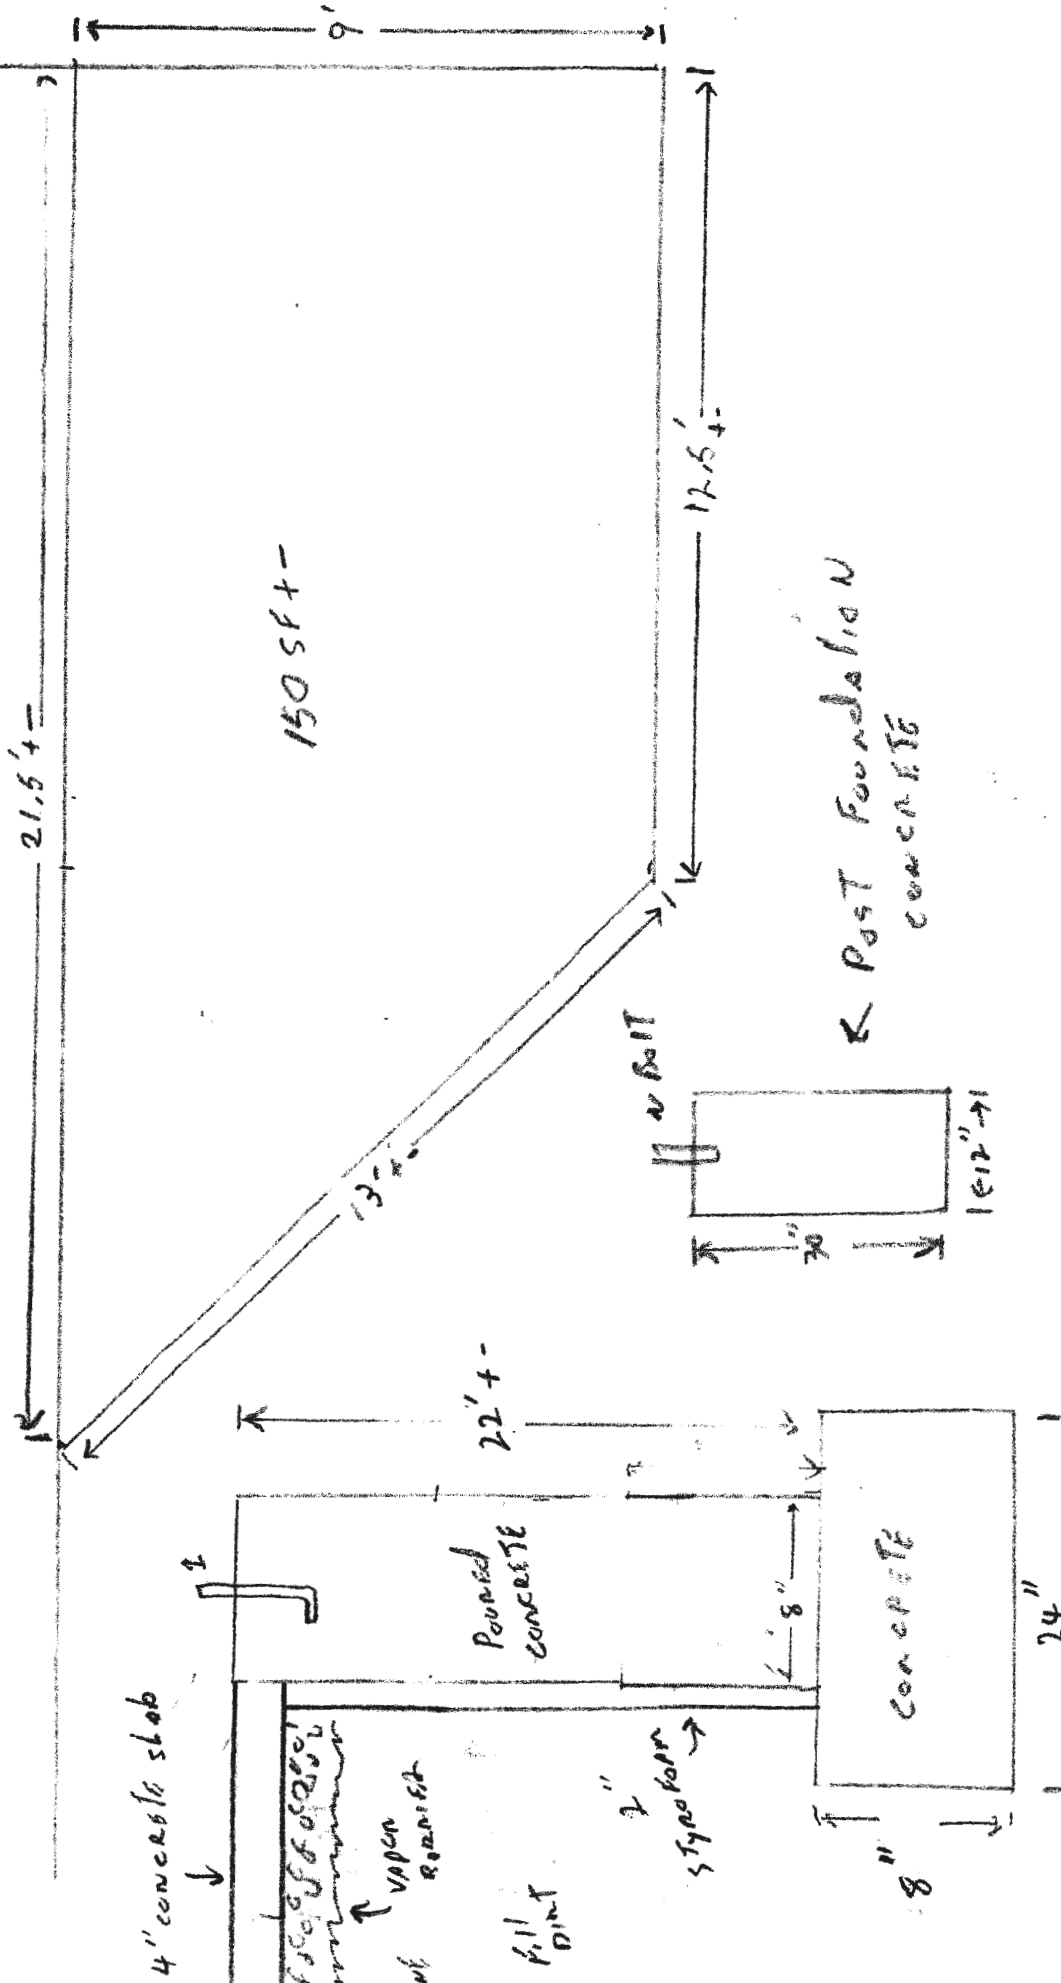 9'
21.5' + -
150 SF + -
12.5' + -
13' + -
N Bolt
← POST Foundation
CONCRETE
30"
12"
22" + -
4" CONCRETE SLAB
POURED
CONCRETE
8"
VAPOR
BARRIER
2"
STYROFOAM
Fill
DIRT
CONCRETE
8"
24"